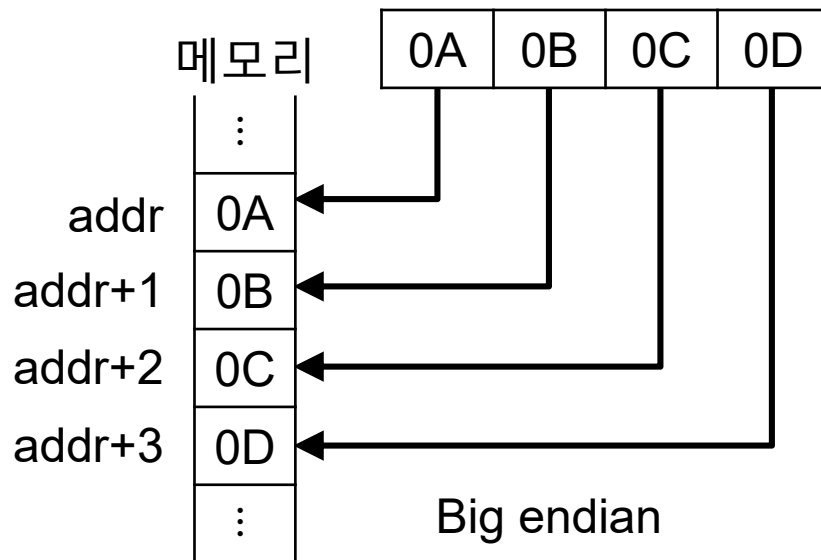 메모리
0A 0B 0C 0D
⋮
addr 0A
addr+1 0B
addr+2 0C
addr+3 0D
⋮
Big endian